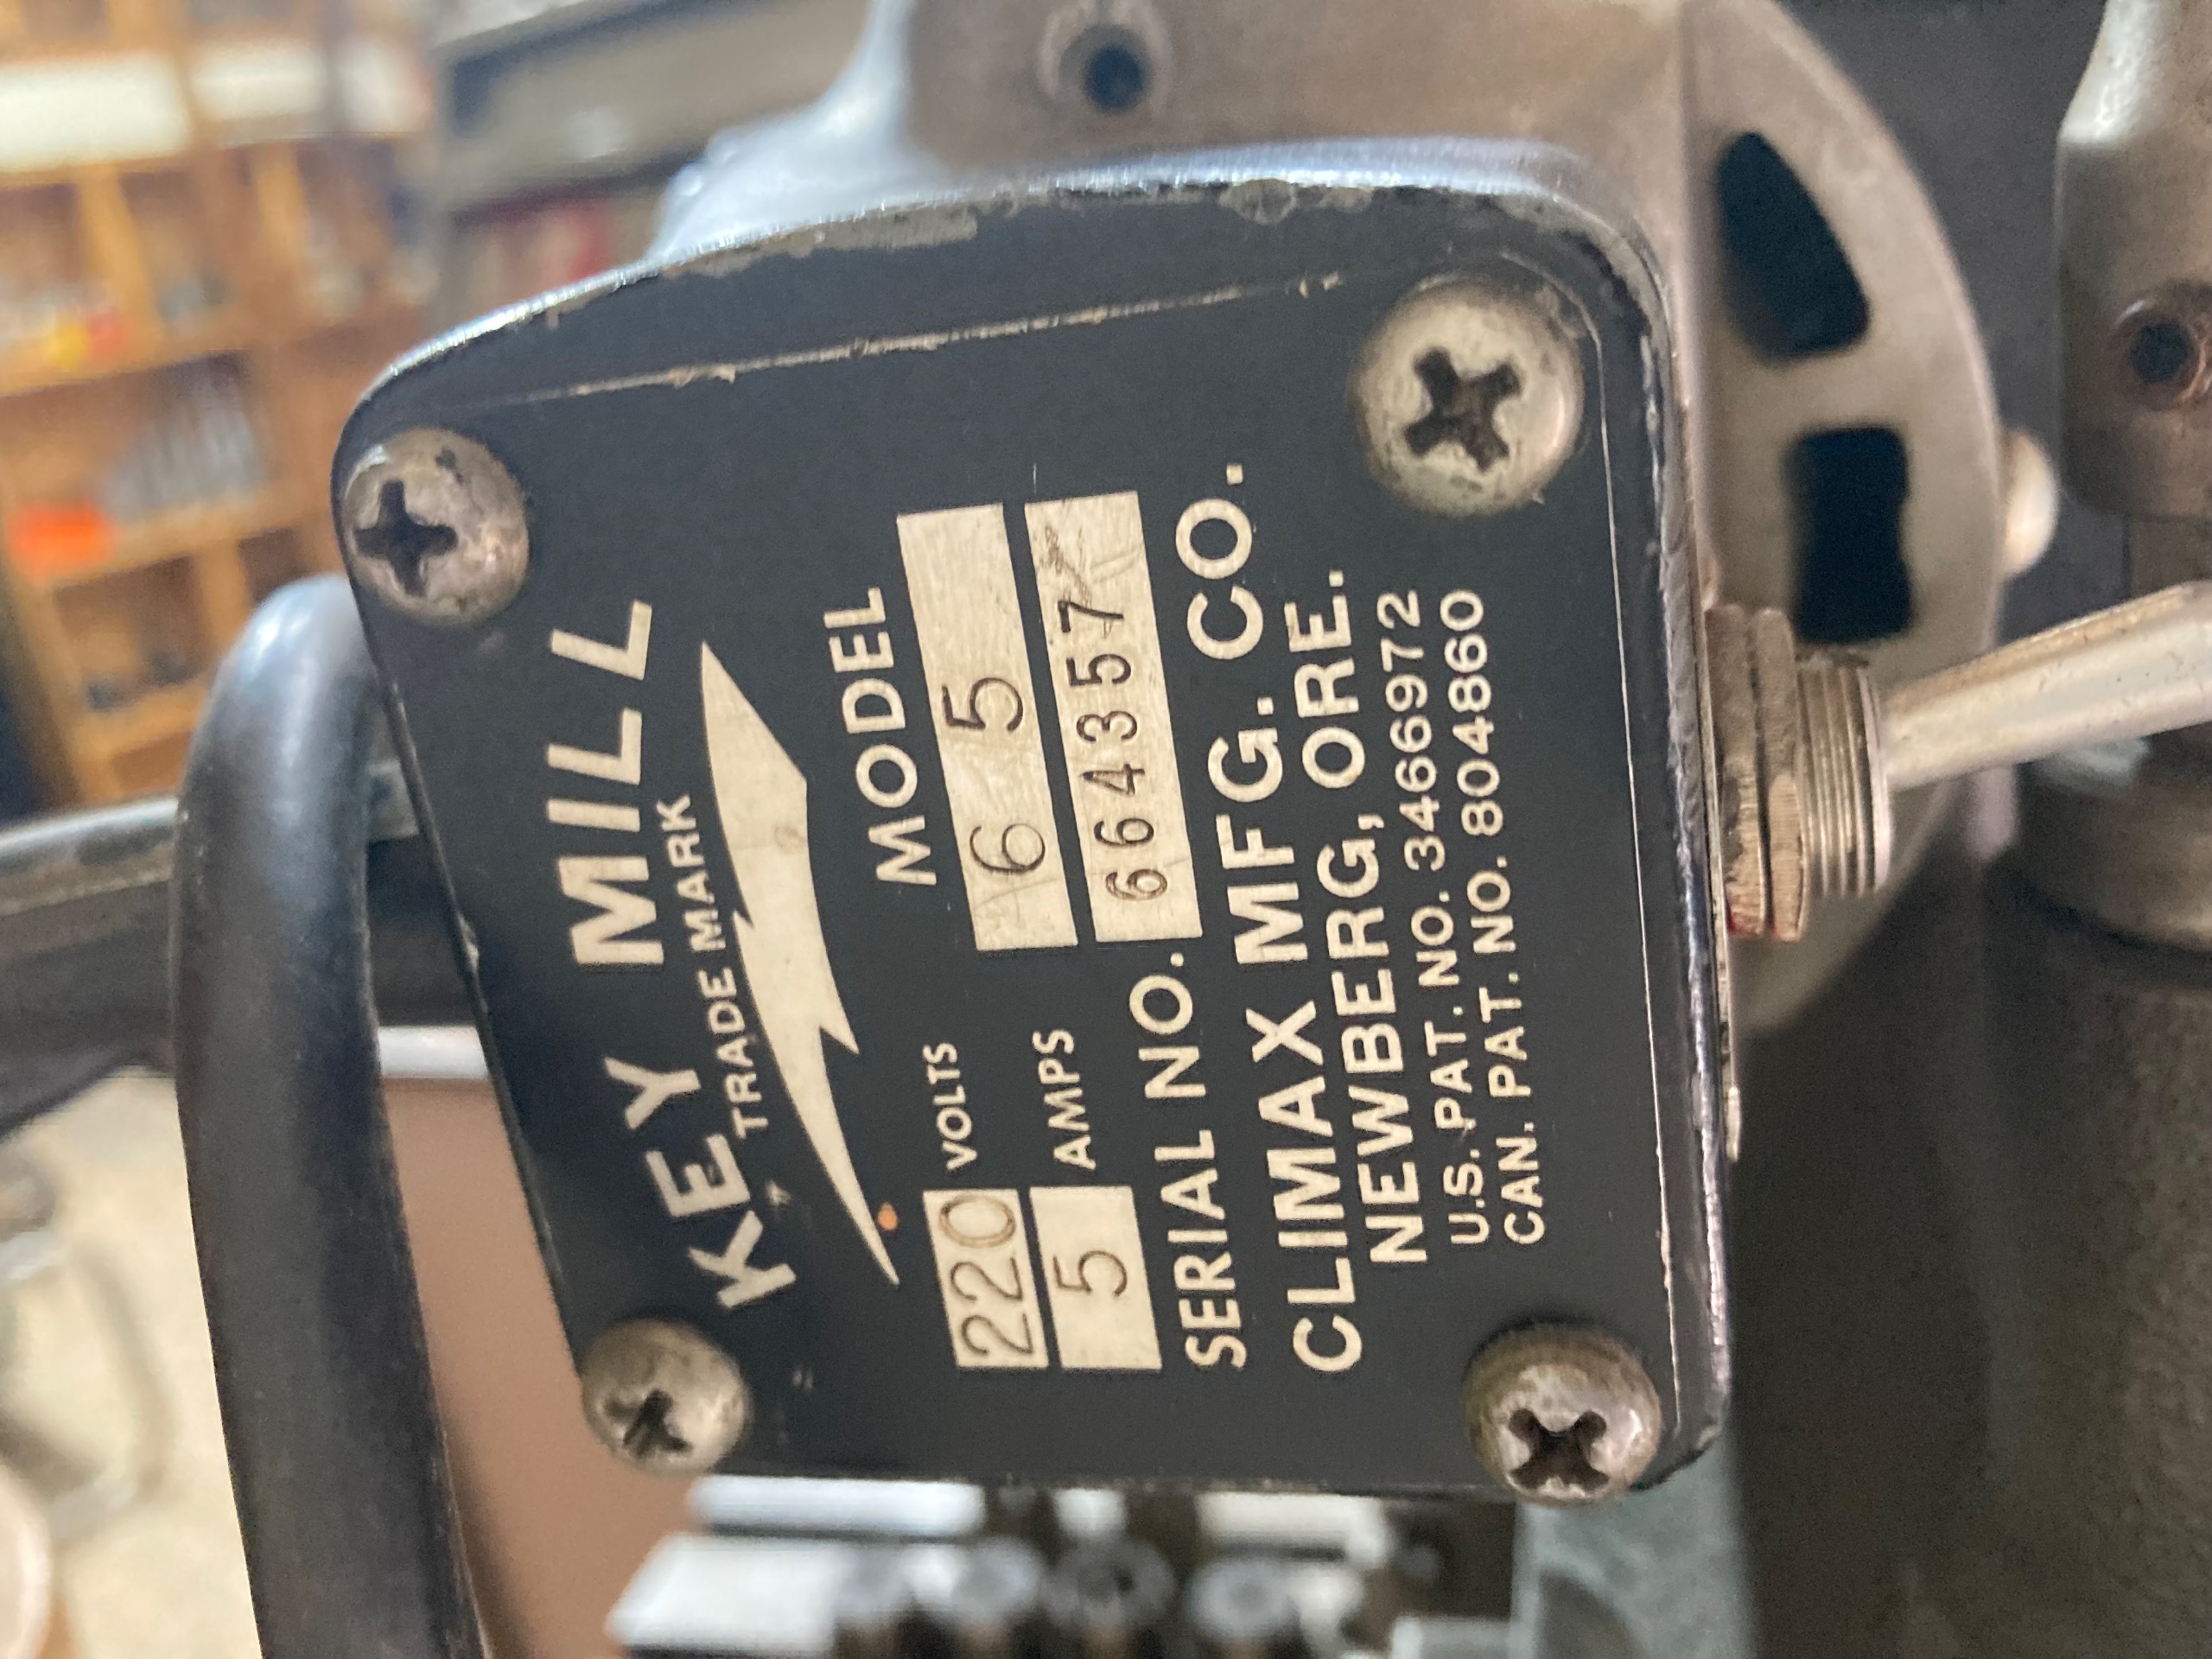 KEY MILL
TRADE MARK
MODEL
220 VOLTS 65
5 AMPS
SERIAL NO. 664357
CLIMAX MFG. CO.
NEWBERG, ORE.
U.S. PAT. NO. 3466972
CAN. PAT. NO. 804860